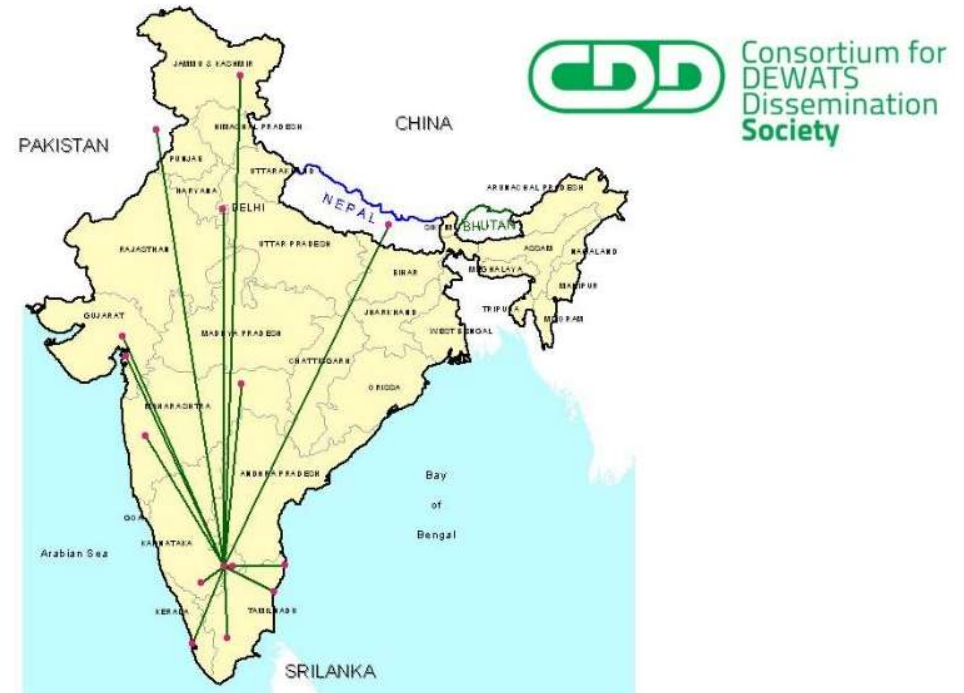 CDD
Consortium for
DEWATS
Dissemination
Society
JAMMU & KASHMIR
CHINA
PAKISTAN
HIMACHAL PRADESH
PUNJAB
UTTARAKHAND
HARYANA
DELHI
NEPAL
ARUNACHAL PRADESH
BHUTAN
RAJASTHAN
UTTAR PRADESH
ASSAM
NAGALAND
BIHAR
MEGHALAYA
MANIPUR
GUJARAT
JHARKHAND
TRIPURA
MIZORAM
MADHYA PRADESH
WEST BENGAL
CHATTISGARH
ORISSA
MAHARASHTRA
ANDHRA PRADESH
Bay
of
Bengal
GOA
KARNATAKA
Arabian Sea
KERALA
TAMILNADU
SRILANKA